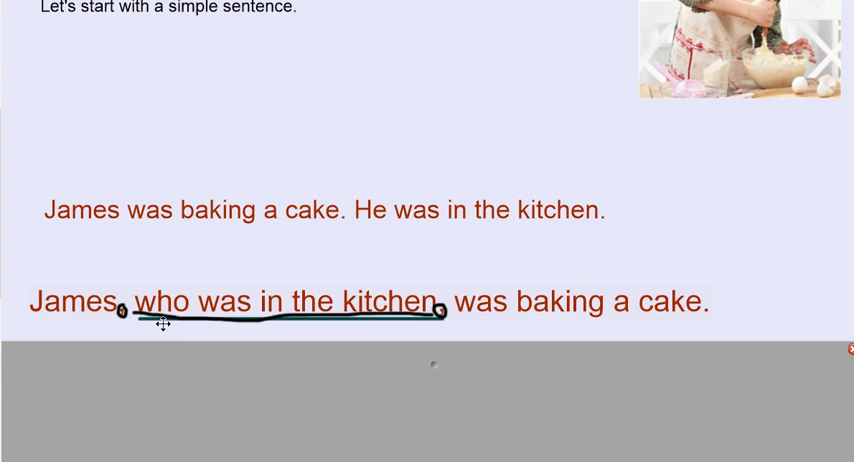 Let's start with a simple sentence.
James was baking a cake. He was in the kitchen.
James, who was in the kitchen, was baking a cake.